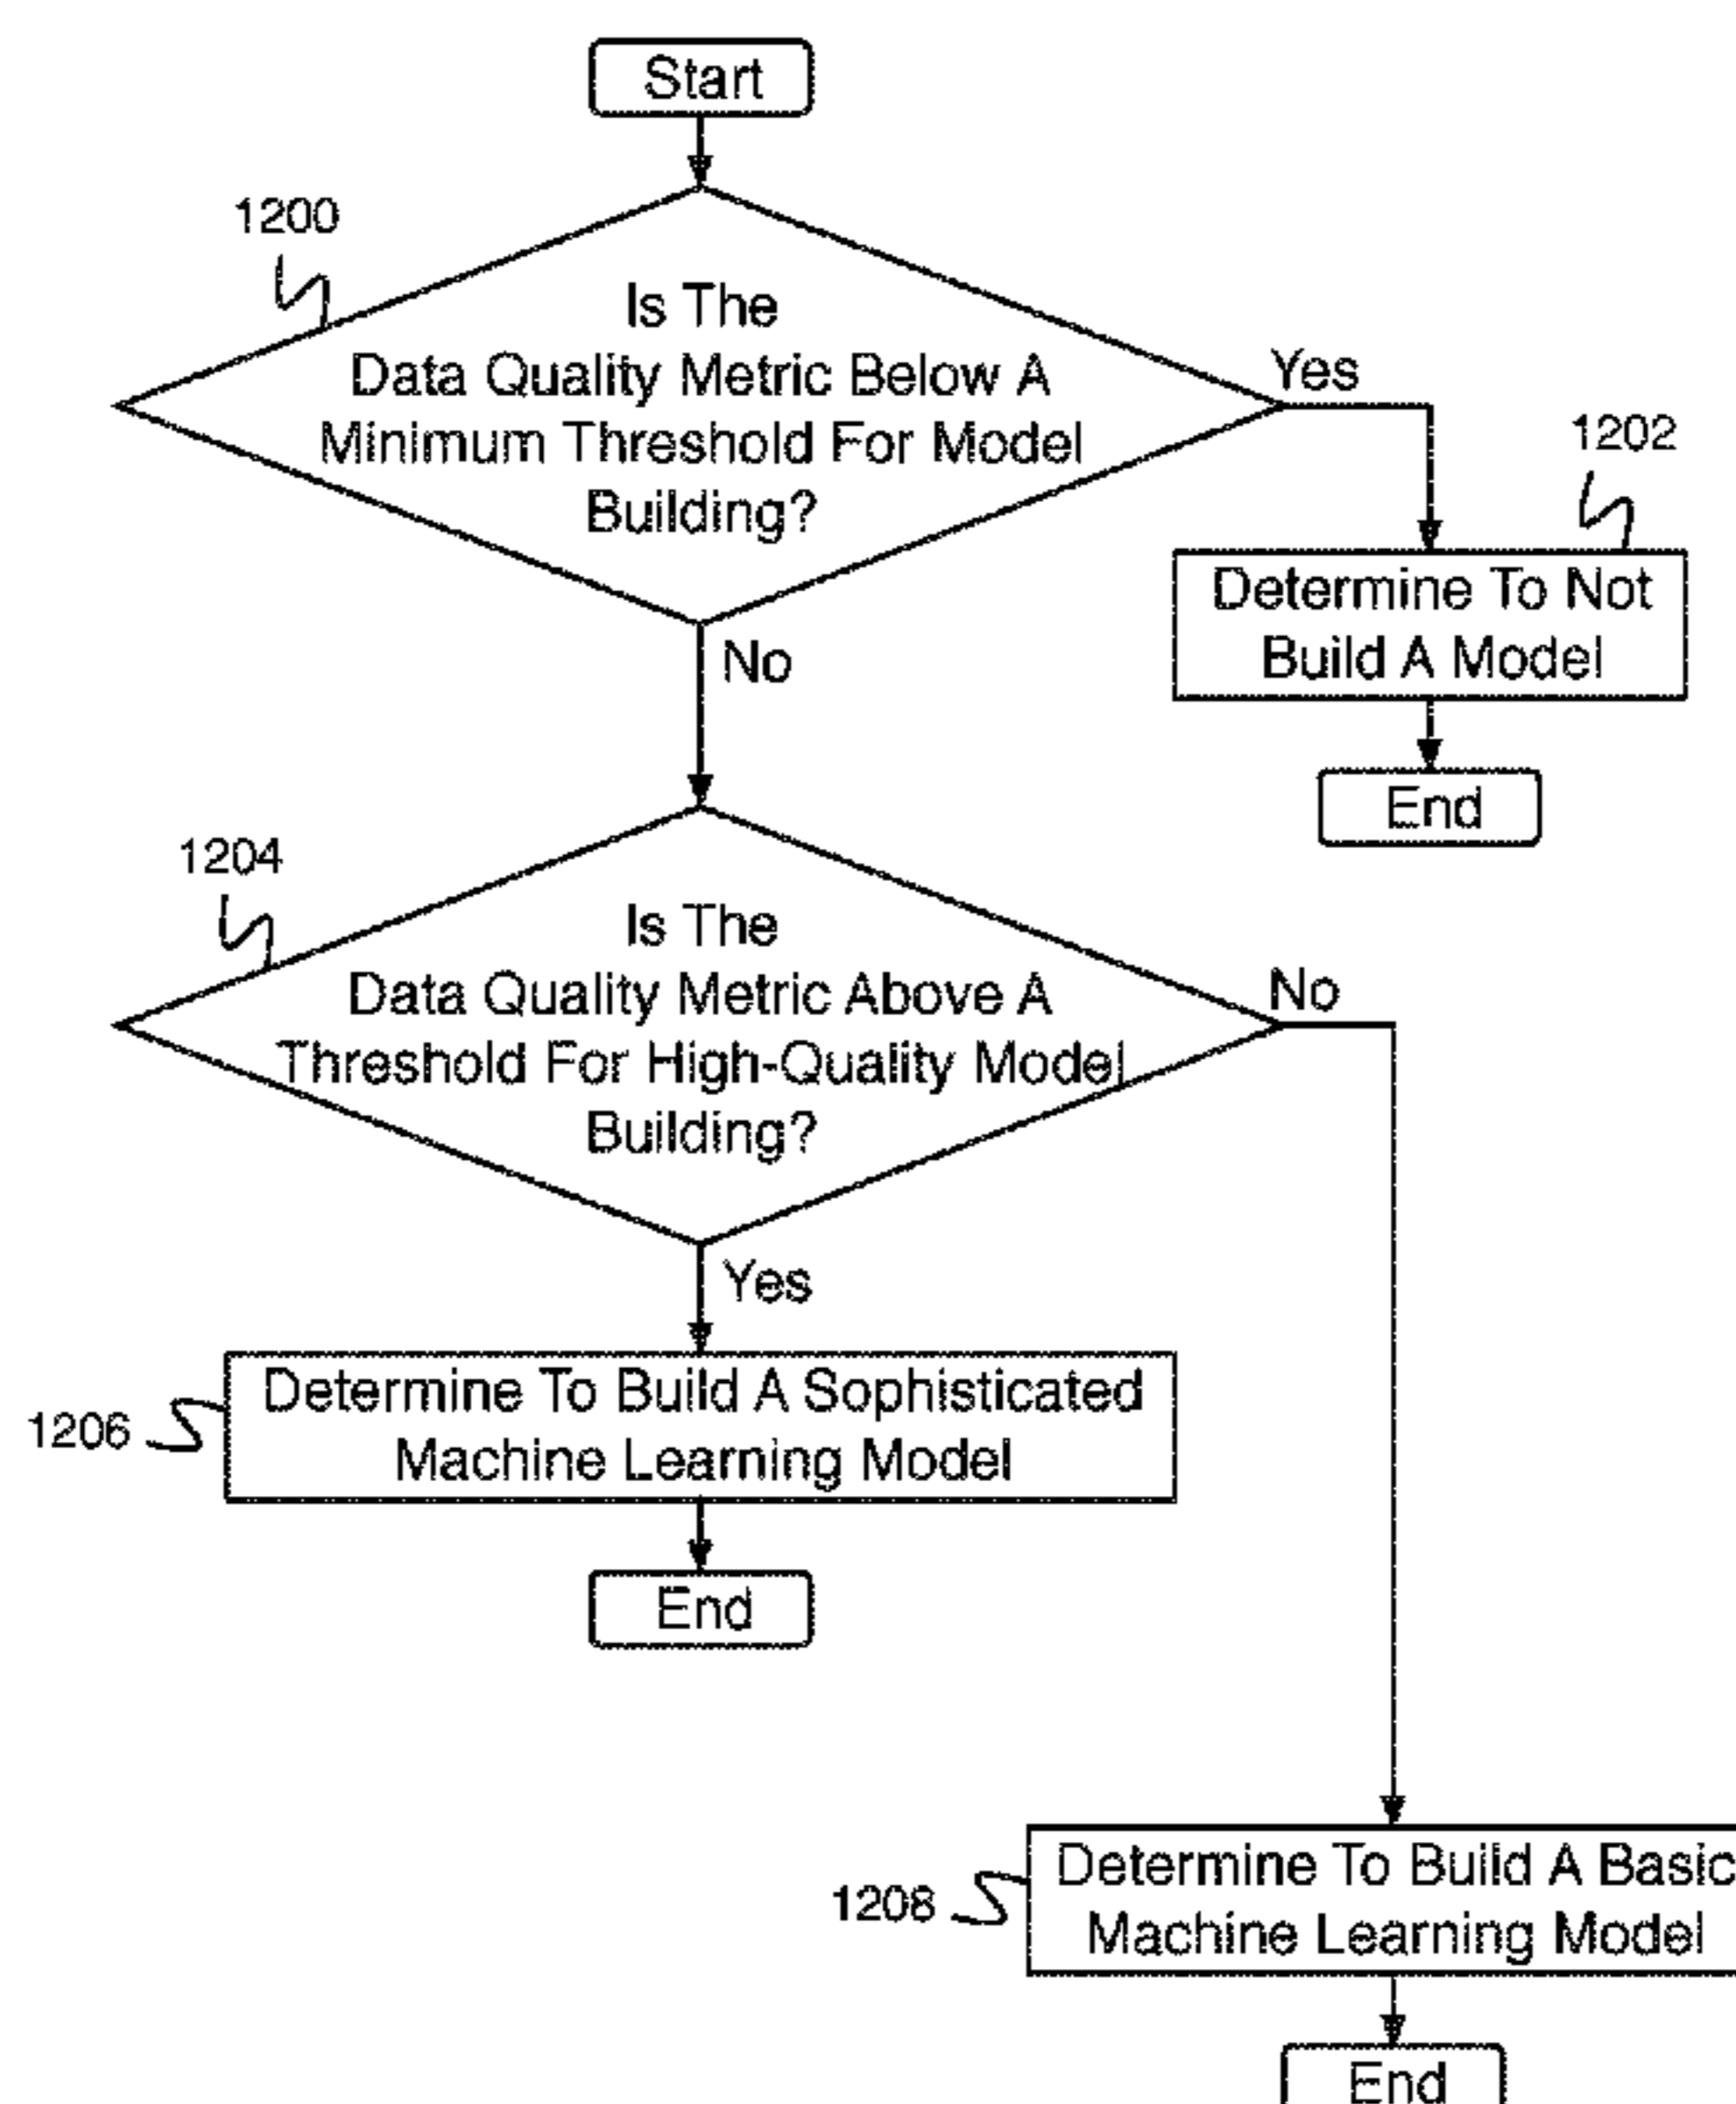 Start
1200
Is The
Data Quality Metric Below A
Minimum Threshold For Model
Building?
Yes
1202
Determine To Not
Build A Model
End
No
1204
Is The
Data Quality Metric Above A
Threshold For High-Quality Model
Building?
No
Yes
1206
Determine To Build A Sophisticated
Machine Learning Model
End
1208
Determine To Build A Basic
Machine Learning Model
End